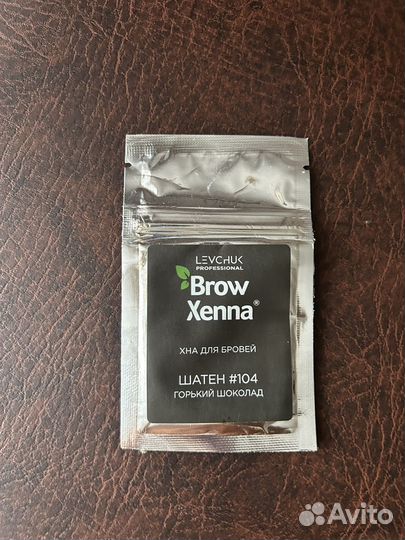 LEVCHUK
PROFESSIONAL
Brow
Xenna®
ХНА ДЛЯ БРОВЕЙ
ШАТЕН #104
ГОРЬКИЙ ШОКОЛАД
Avito